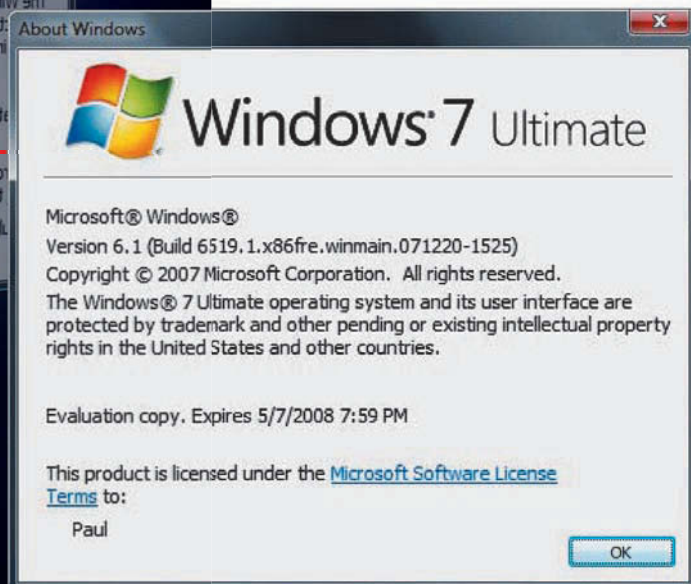 About Windows
Windows® 7 Ultimate
Microsoft® Windows®
Version 6.1 (Build 6519.1.x86fre.winmain.071220-1525)
Copyright © 2007 Microsoft Corporation. All rights reserved.
The Windows® 7 Ultimate operating system and its user interface are
protected by trademark and other pending or existing intellectual property
rights in the United States and other countries.
Evaluation copy. Expires 5/7/2008 7:59 PM
This product is licensed under the Microsoft Software License
Terms to:
Paul
OK